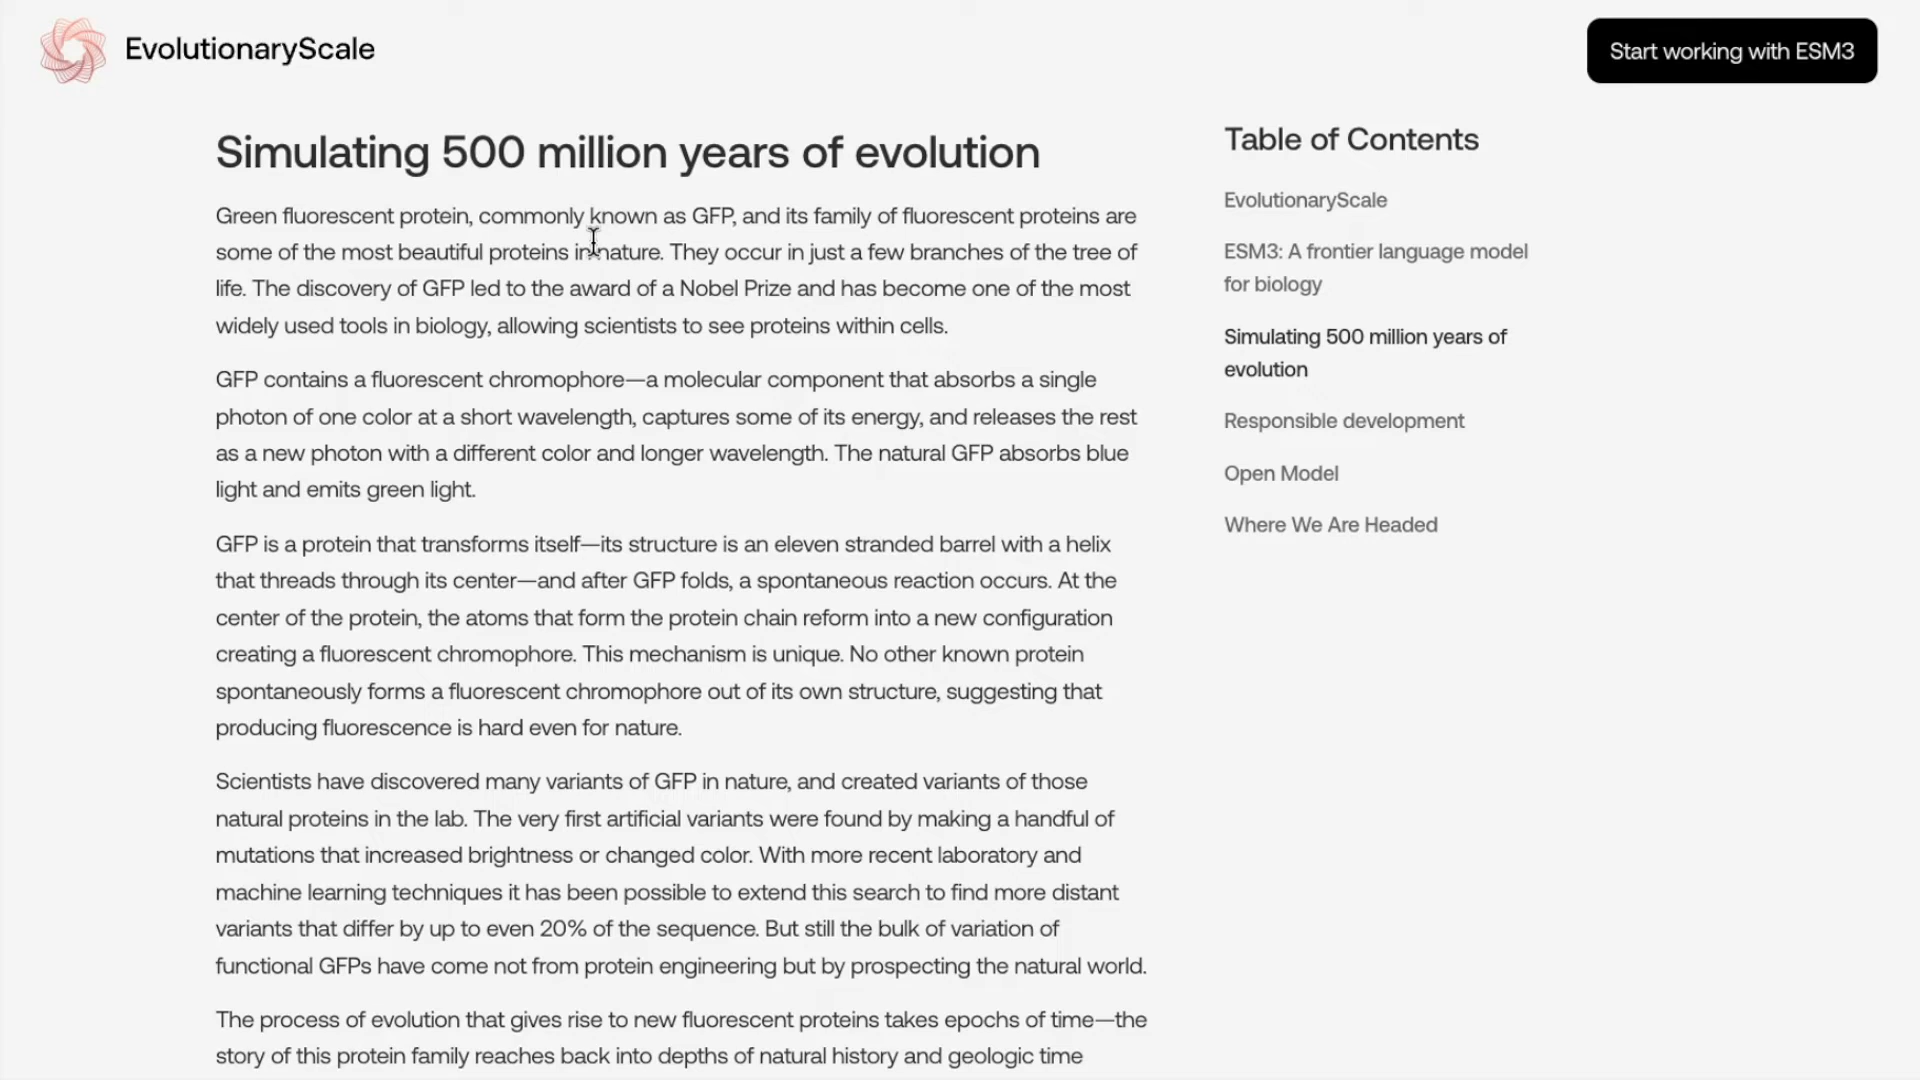 EvolutionaryScale
Start working with ESM3
Simulating 500 million years of evolution
Green fluorescent protein, commonly known as GFP, and its family of fluorescent proteins are
some of the most beautiful proteins in nature. They occur in just a few branches of the tree of
life. The discovery of GFP led to the award of a Nobel Prize and has become one of the most
widely used tools in biology, allowing scientists to see proteins within cells.
GFP contains a fluorescent chromophore—a molecular component that absorbs a single
photon of one color at a short wavelength, captures some of its energy, and releases the rest
as a new photon with a different color and longer wavelength. The natural GFP absorbs blue
light and emits green light.
GFP is a protein that transforms itself—its structure is an eleven stranded barrel with a helix
that threads through its center—and after GFP folds, a spontaneous reaction occurs. At the
center of the protein, the atoms that form the protein chain reform into a new configuration
creating a fluorescent chromophore. This mechanism is unique. No other known protein
spontaneously forms a fluorescent chromophore out of its own structure, suggesting that
producing fluorescence is hard even for nature.
Scientists have discovered many variants of GFP in nature, and created variants of those
natural proteins in the lab. The very first artificial variants were found by making a handful of
mutations that increased brightness or changed color. With more recent laboratory and
machine learning techniques it has been possible to extend this search to find more distant
variants that differ by up to even 20% of the sequence. But still the bulk of variation of
functional GFPs have come not from protein engineering but by prospecting the natural world.
The process of evolution that gives rise to new fluorescent proteins takes epochs of time—the
story of this protein family reaches back into depths of natural history and geologic time
Table of Contents
EvolutionaryScale
ESM3: A frontier language model
for biology
Simulating 500 million years of
evolution
Responsible development
Open Model
Where We Are Headed